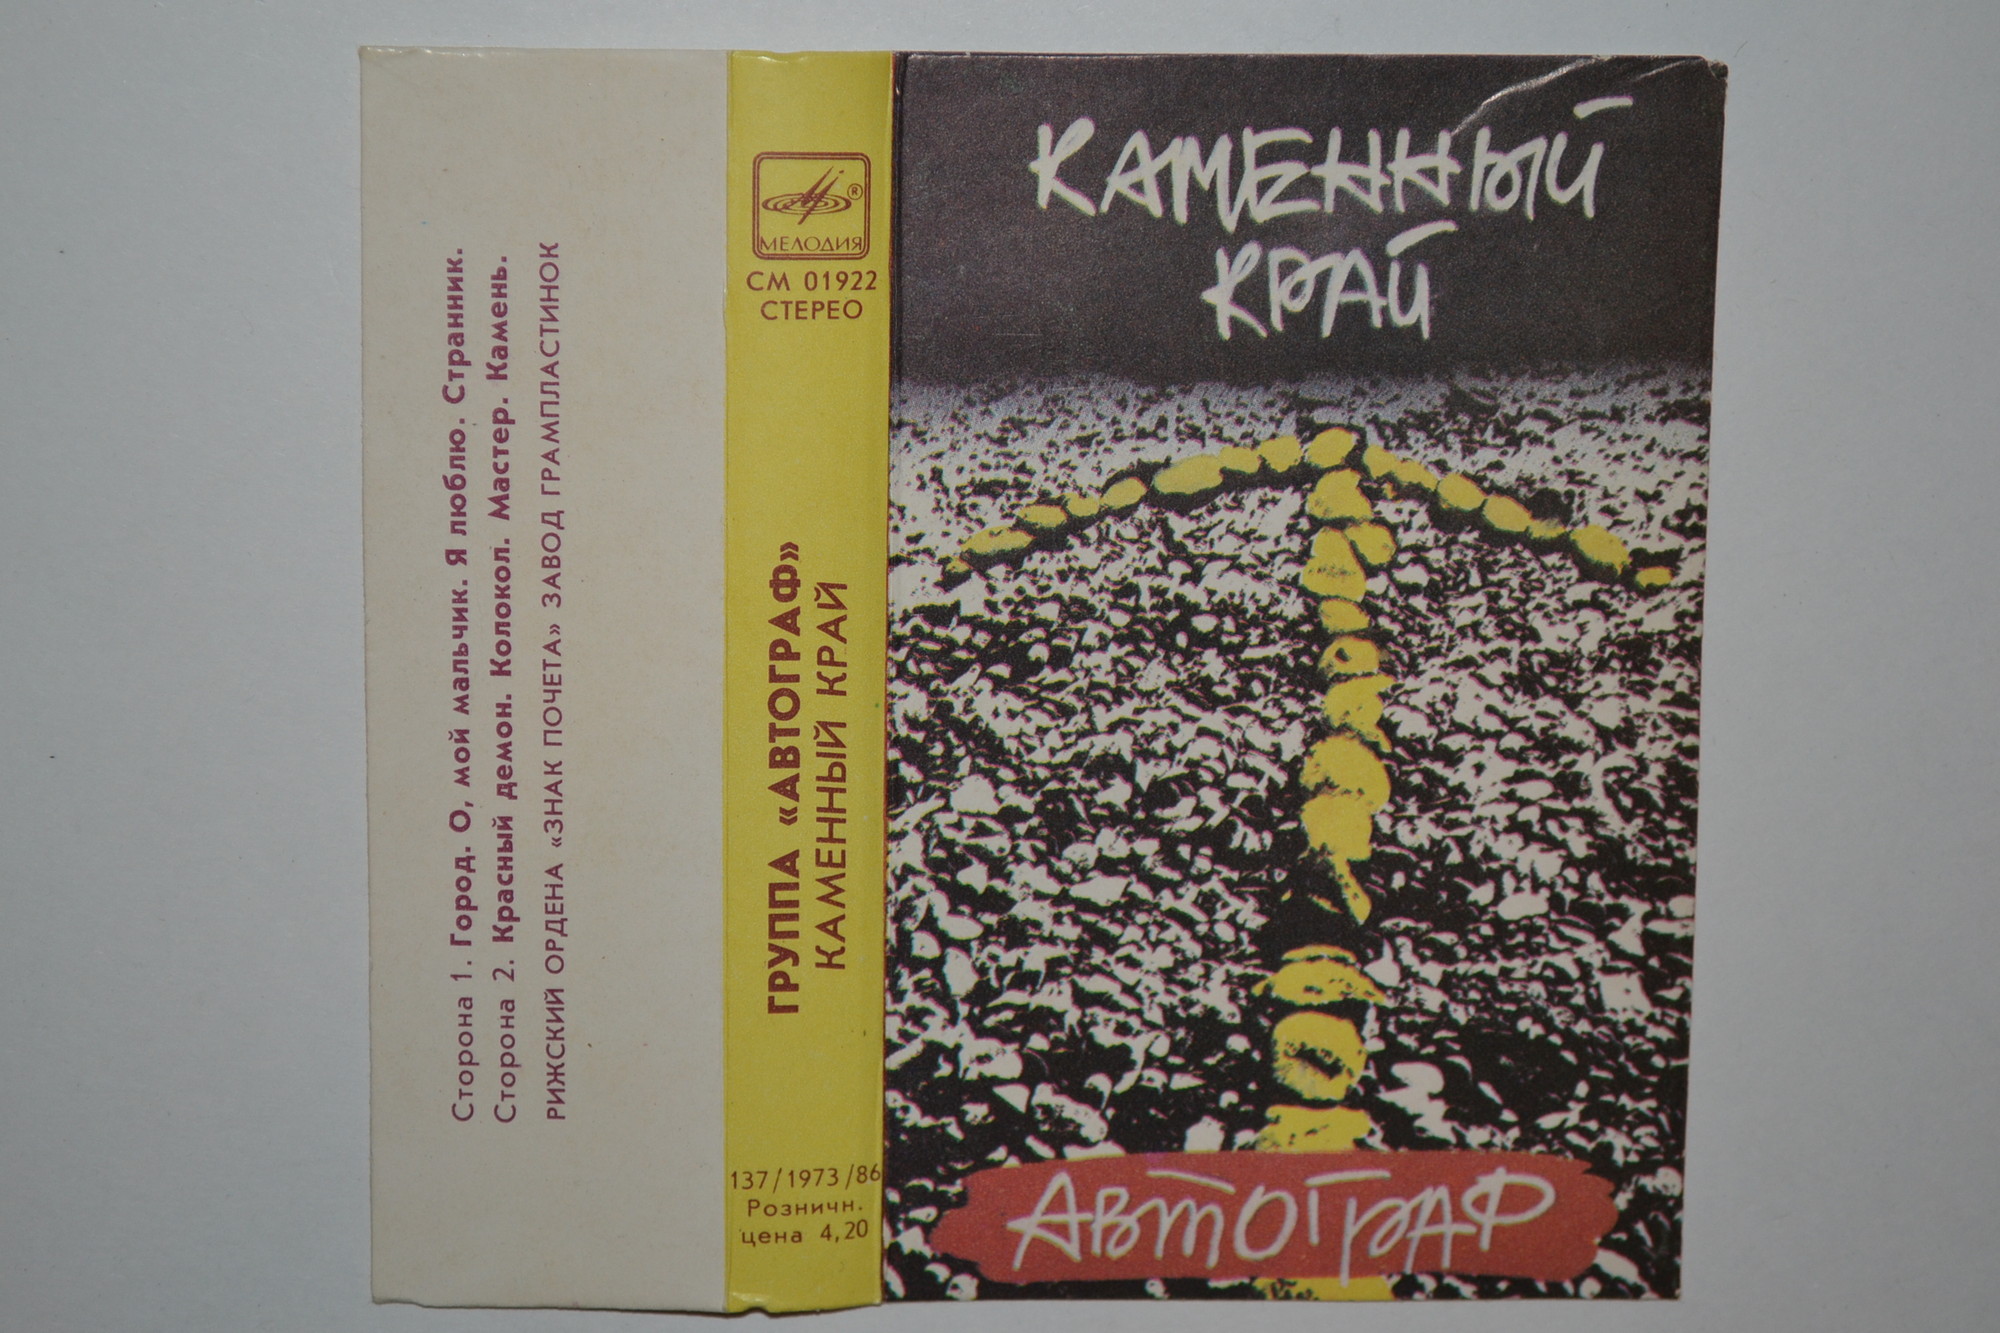 Сторона 1. Город. О, мой мальчик. Я люблю. Странник.
Сторона 2. Красный демон. Колокол. Мастер. Камень.
РИЖСКИЙ ОРДЕНА «ЗНАК ПОЧЕТА» ЗАВОД ГРАМПЛАСТИНОК
®
МЕЛОДИЯ
СМ 01922
СТЕРЕО
ГРУППА «АВТОГРАФ»
КАМЕННЫЙ КРАЙ
137/1973/86
Розничн.
цена 4,20
КАМЕННЫЙ
КРАЙ
АВТОГРАФ